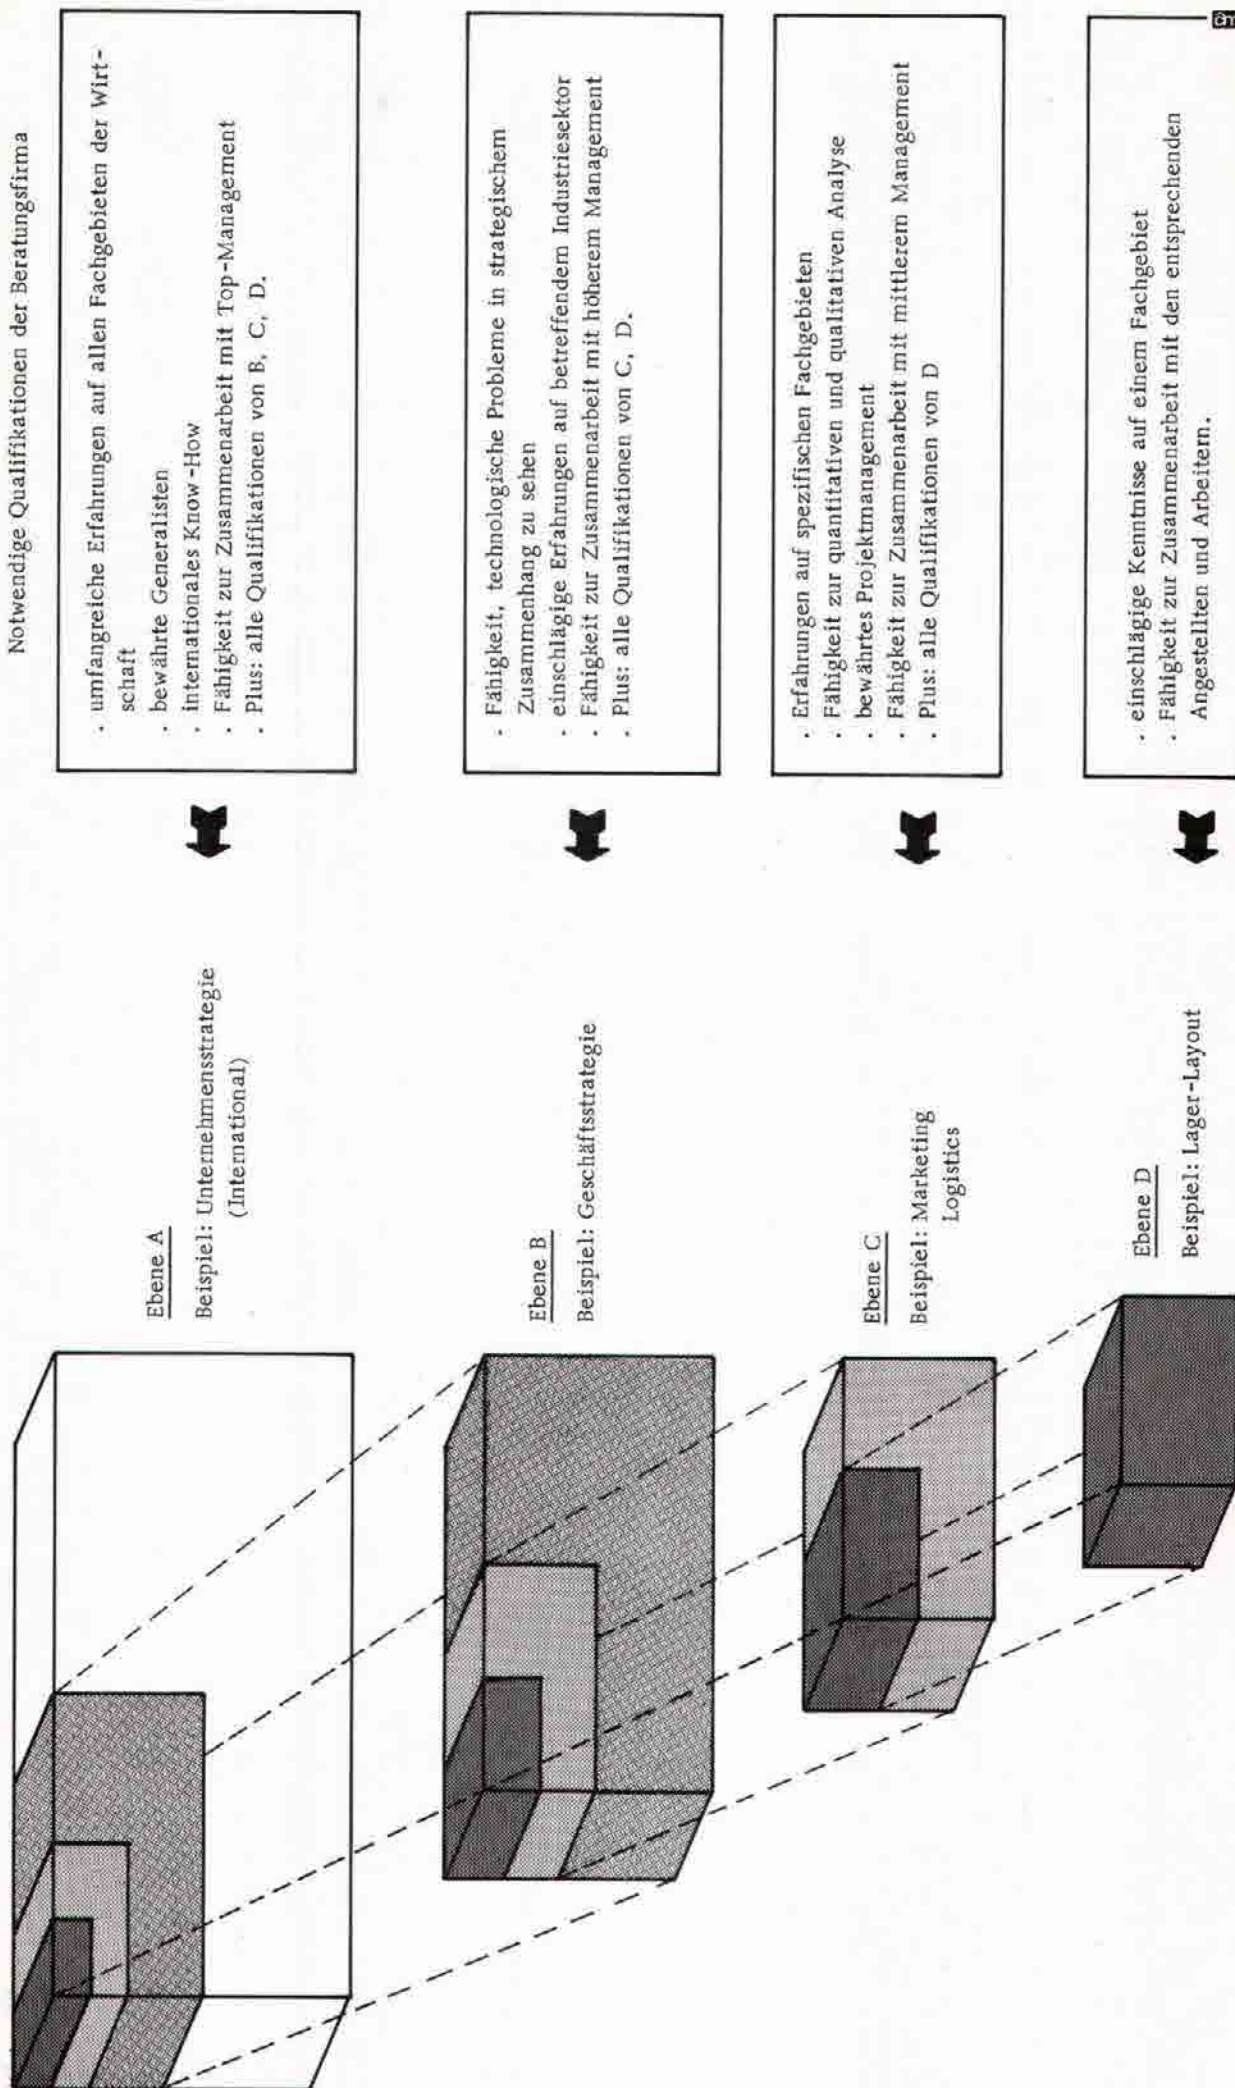 Notwendige Qualifikationen der Beratungsfirma
Ebene A
Beispiel: Unternehmensstrategie
(International)
. umfangreiche Erfahrungen auf allen Fachgebieten der Wirt-
schaft
. bewährte Generalisten
. internationales Know-How
. Fähigkeit zur Zusammenarbeit mit Top-Management
. Plus: alle Qualifikationen von B, C, D.
Ebene B
Beispiel: Geschäftsstrategie
. Fähigkeit, technologische Probleme in strategischem
Zusammenhang zu sehen
. einschlägige Erfahrungen auf betreffendem Industriesektor
. Fähigkeit zur Zusammenarbeit mit höherem Management
. Plus: alle Qualifikationen von C, D.
Ebene C
Beispiel: Marketing
Logistics
. Erfahrungen auf spezifischen Fachgebieten
. Fähigkeit zur quantitativen und qualitativen Analyse
. bewährtes Projektmanagement
. Fähigkeit zur Zusammenarbeit mit mittlerem Management
. Plus: alle Qualifikationen von D
Ebene D
Beispiel: Lager-Layout
. einschlägige Kenntnisse auf einem Fachgebiet
. Fähigkeit zur Zusammenarbeit mit den entsprechenden
Angestellten und Arbeitern.